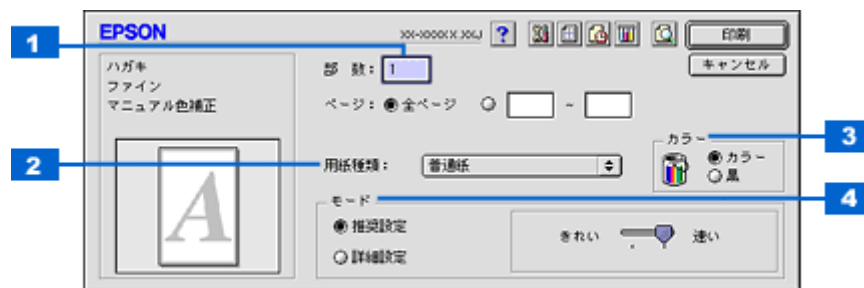 EPSON
XX-XXXXX X.XXJ
?
印刷
キャンセル
1
ハガキ
ファイン
マニュアル色補正
部 数: 1
ページ: 全ページ ~
2
用紙種類: 普通紙
3
カラー
カラー
黒
4
モード
推奨設定
詳細設定
きれい 速い
A